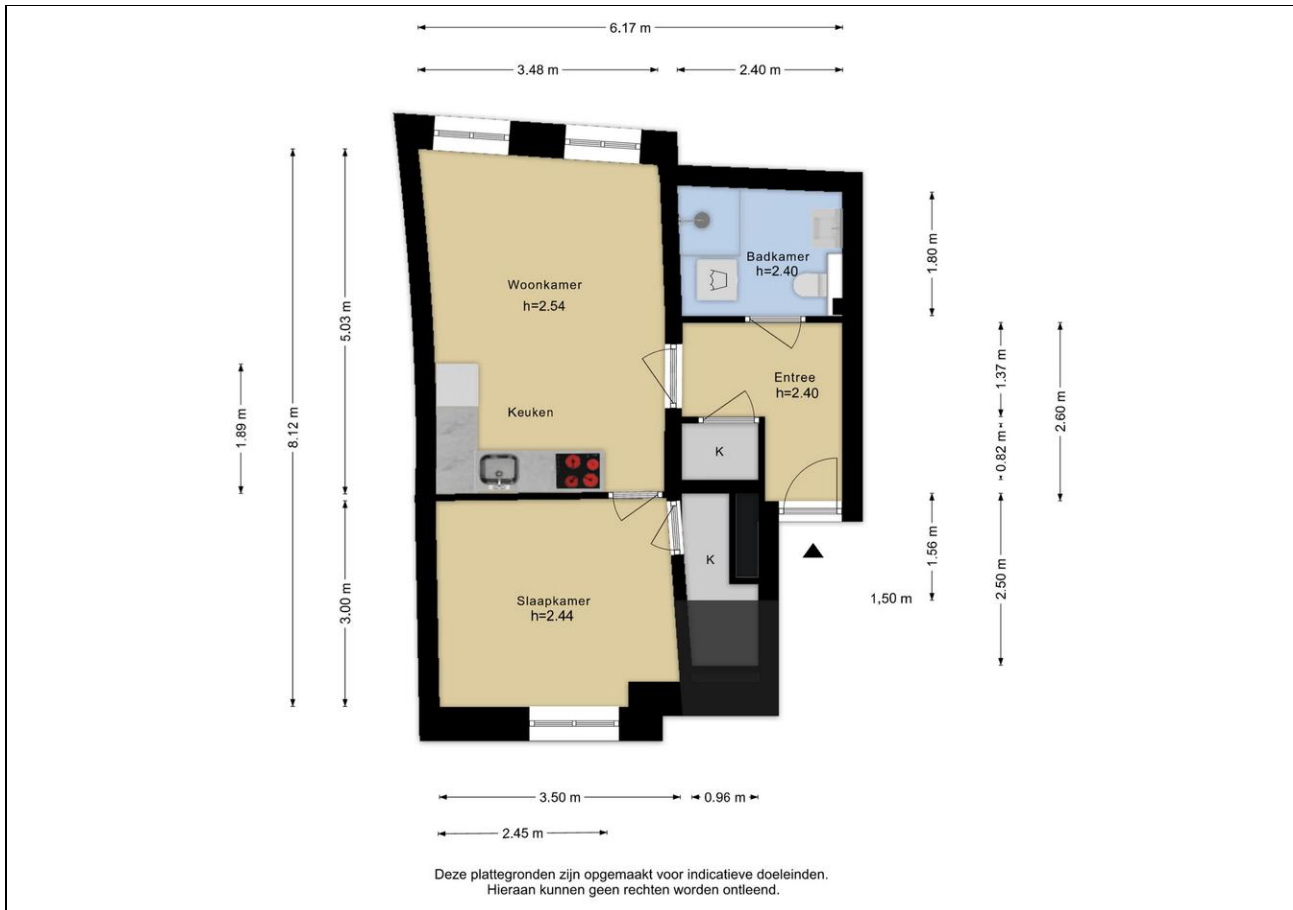 6.17 m
3.48 m
2.40 m
Badkamer
h=2.40
1.80 m
Woonkamer
h=2.54
5.03 m
8.12 m
1.89 m
Entree
h=2.40
1.37 m
2.60 m
0.82 m
Keuken
K
K
1.56 m
2.50 m
1,50 m
Slaapkamer
h=2.44
3.00 m
3.50 m
0.96 m
2.45 m
Deze plattegronden zijn opgemaakt voor indicatieve doeleinden.
Hieraan kunnen geen rechten worden ontleend.